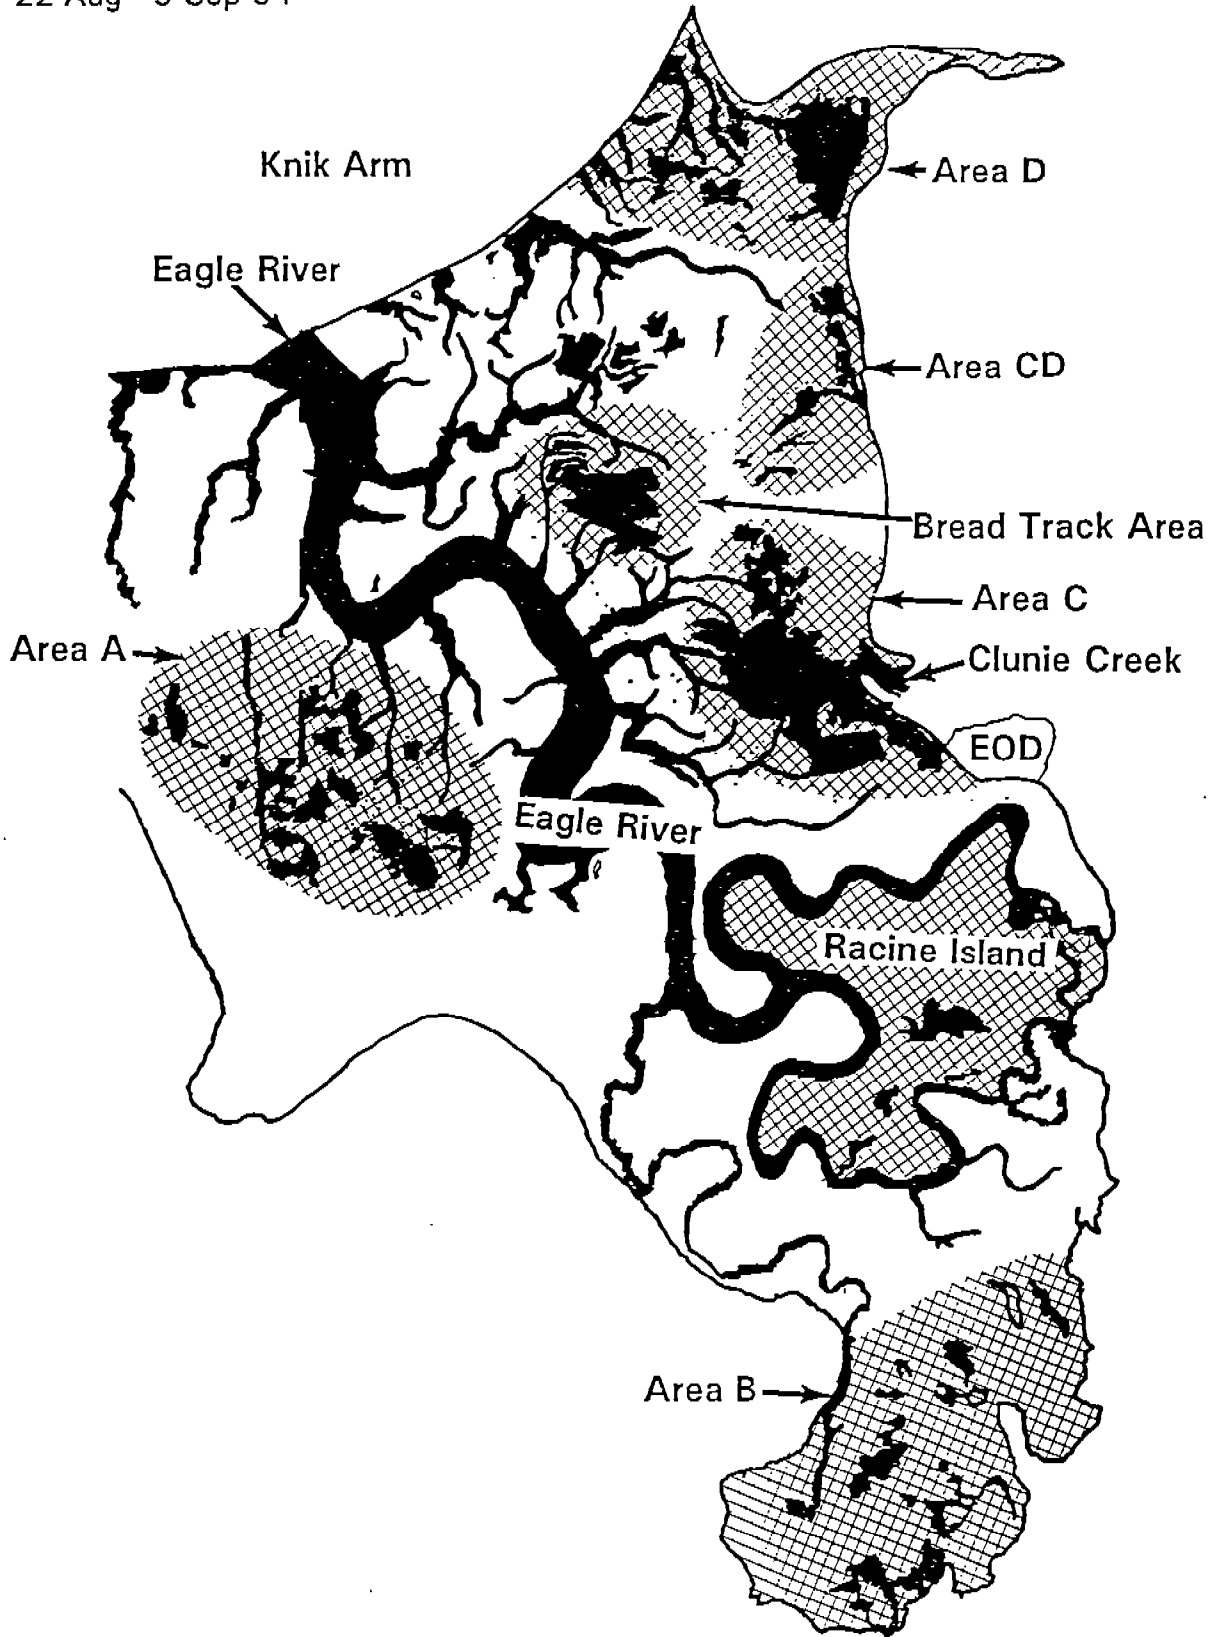 Knik Arm
Area D
Eagle River
Area CD
Bread Track Area
Area C
Area A
Clunie Creek
EOD
Eagle River
Racine Island
Area B